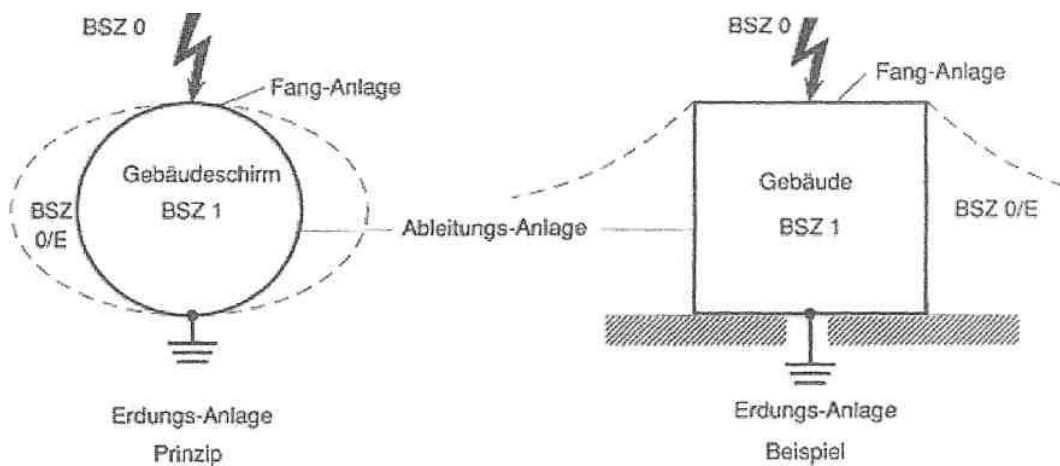 BSZ 0
Fang-Anlage
Gebäudeschirm
BSZ 1
BSZ
0/E
Ableitungs-Anlage
Erdungs-Anlage
Prinzip
BSZ 0
Fang-Anlage
Gebäude
BSZ 1
BSZ 0/E
Erdungs-Anlage
Beispiel